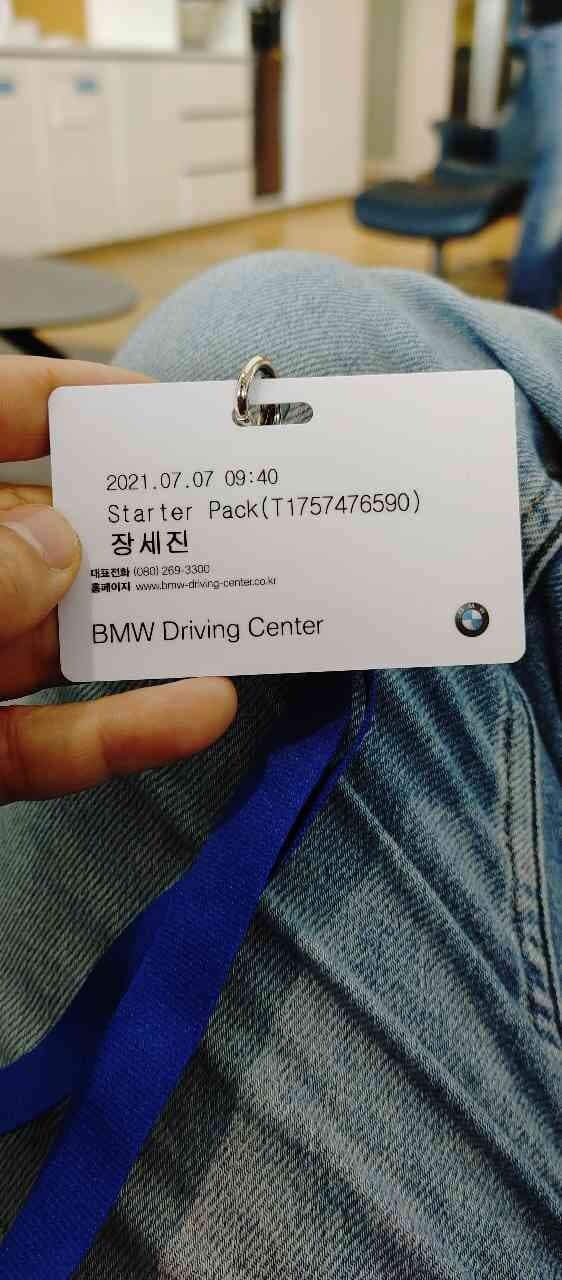 2021.07.07 09:40
Starter Pack(T1757476590)
장세진
대표전화 (080) 269-3300
홈페이지 www.bmw-driving-center.co.kr
BMW Driving Center